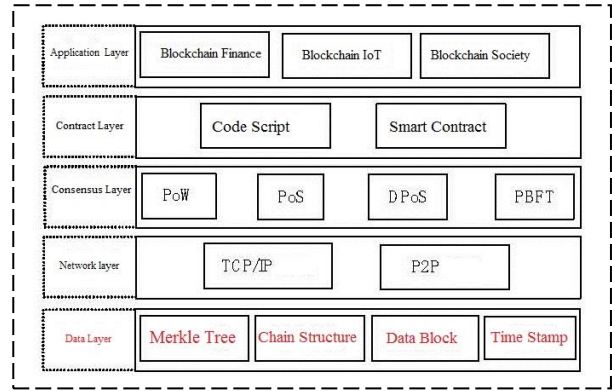 Application Layer
Blockchain Finance
Blockchain IoT
Blockchain Society
Contract Layer
Code Script
Smart Contract
Consensus Layer
PoW
PoS
DPoS
PBFT
Network layer
TCP/IP
P2P
Data Layer
Merkle Tree
Chain Structure
Data Block
Time Stamp